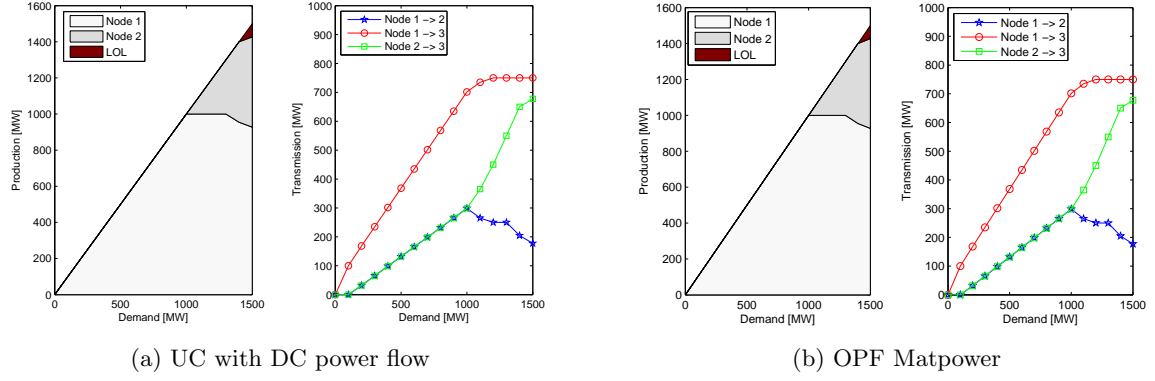 Node 1
Node 2
LOL
Production [MW]
1600
1400
1200
1000
800
600
400
200
0
0 500 1000 1500
Demand [MW]
Node 1 −> 2
Node 1 −> 3
Node 2 −> 3
Transmission [MW]
1000
900
800
700
600
500
400
300
200
100
0
0 500 1000 1500
Demand [MW]
(a) UC with DC power flow
Node 1
Node 2
LOL
Production [MW]
1600
1400
1200
1000
800
600
400
200
0
0 500 1000 1500
Demand [MW]
Node 1 −> 2
Node 1 −> 3
Node 2 −> 3
Transmission [MW]
1000
900
800
700
600
500
400
300
200
100
0
0 500 1000 1500
Demand [MW]
(b) OPF Matpower